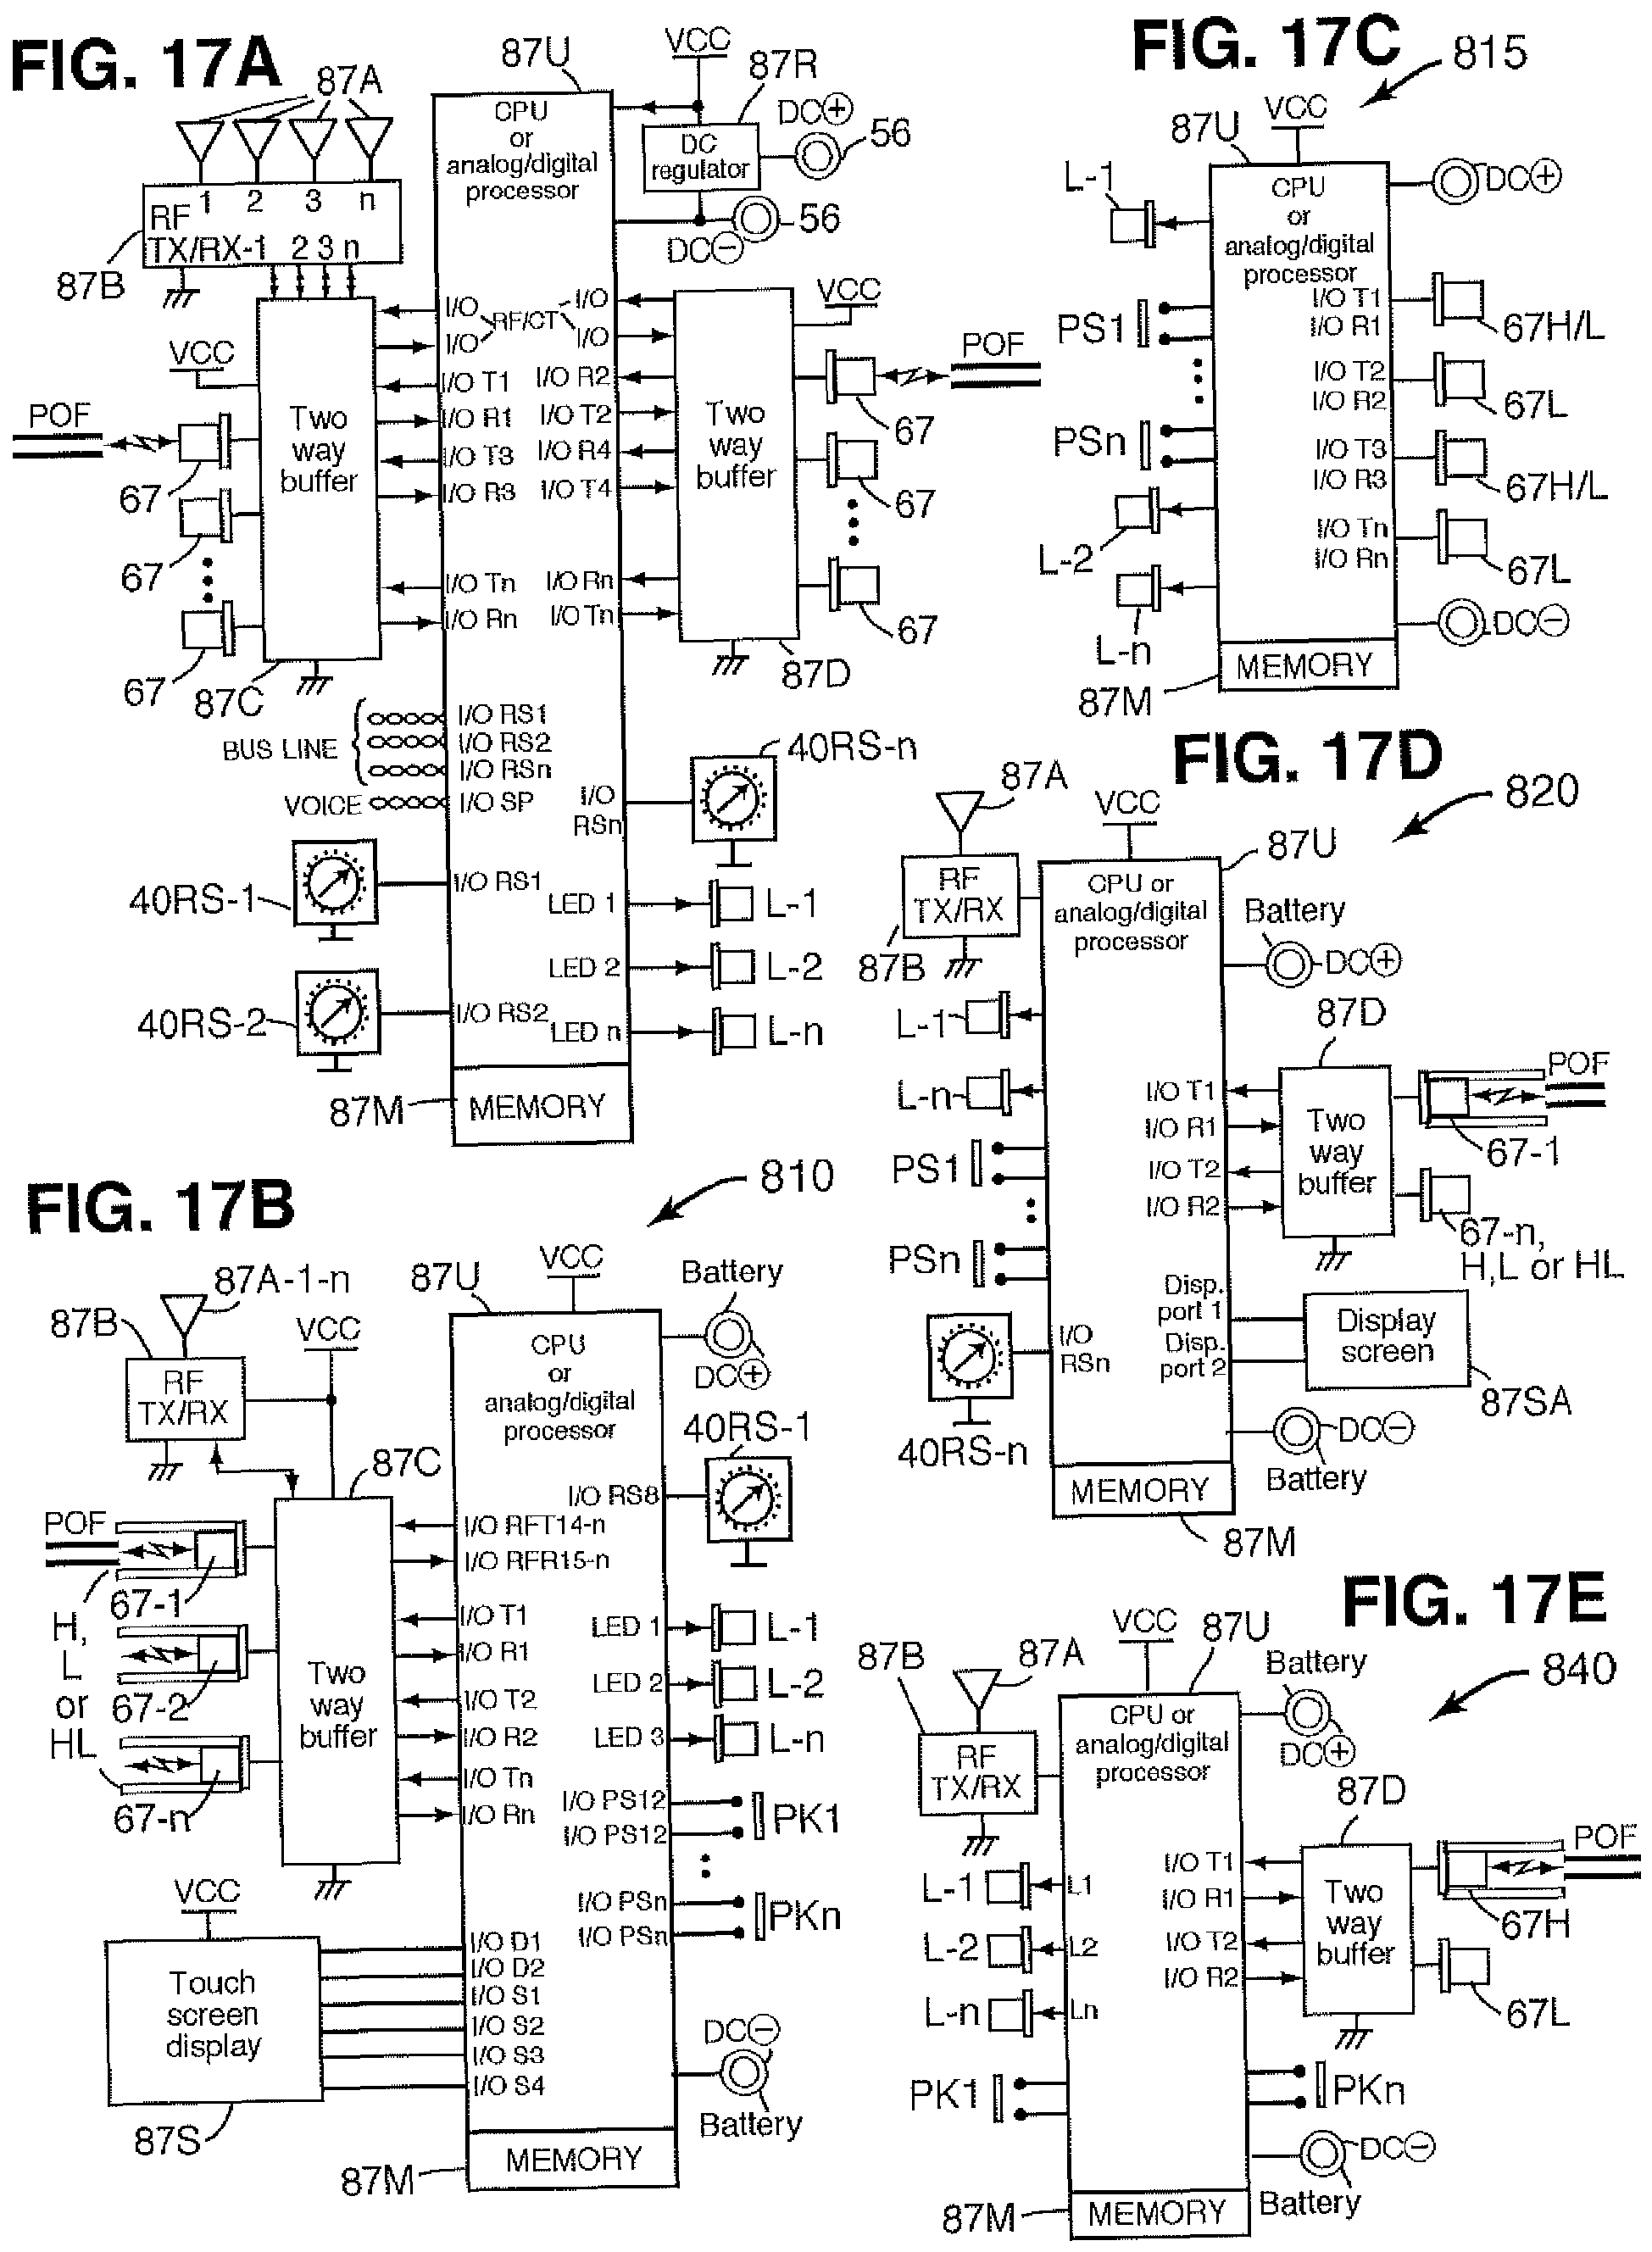 FIG. 17A
87A
87U
VCC
87R
DC+
56
CPU
or
analog/digital
processor
DC
regulator
56
DC−
1 2 3 n
RF
TX/RX-1 2 3 n
87B
I/O
I/O
RF/CT
I/O
I/O
VCC
VCC
POF
67
67
67
87C
Two
way
buffer
I/O T1
I/O R1
I/O T3
I/O R3
I/O Tn
I/O Rn
I/O R2
I/O T2
I/O R4
I/O T4
I/O Rn
I/O Tn
Two
way
buffer
87D
POF
67
67
67
BUS LINE
VOICE
I/O RS1
I/O RS2
I/O RSn
I/O SP
I/O
RSn
40RS-n
40RS-1
I/O RS1
40RS-2
I/O RS2
LED 1
L-1
LED 2
L-2
LED n
L-n
87M
MEMORY
FIG. 17C
815
87U
VCC
CPU
or
analog/digital
processor
DC+
L-1
PS1
PSn
L-2
L-n
I/O T1
I/O R1
67H/L
I/O T2
I/O R2
67L
I/O T3
I/O R3
67H/L
I/O Tn
I/O Rn
67L
DC−
MEMORY
87M
FIG. 17D
820
87A
VCC
87U
RF
TX/RX
87B
CPU or
analog/digital
processor
Battery
DC+
L-1
L-n
PS1
PSn
87D
I/O T1
I/O R1
I/O T2
I/O R2
Two
way
buffer
POF
67-1
67-n,
H,L or HL
Disp.
port 1
Disp.
port 2
Display
screen
87SA
I/O
RSn
40RS-n
DC−
Battery
MEMORY
87M
FIG. 17B
810
87A-1-n
87B
VCC
87U
VCC
Battery
DC+
RF
TX/RX
CPU
or
analog/digital
processor
40RS-1
87C
I/O RS8
POF
67-1
H,
L
or
HL
67-2
67-n
Two
way
buffer
I/O RFT14-n
I/O RFR15-n
I/O T1
I/O R1
I/O T2
I/O R2
I/O Tn
I/O Rn
LED 1
L-1
LED 2
L-2
LED 3
L-n
I/O PS12
I/O PS12
PK1
I/O PSn
I/O PSn
PKn
VCC
Touch
screen
display
87S
I/O D1
I/O D2
I/O S1
I/O S2
I/O S3
I/O S4
DC−
Battery
MEMORY
87M
FIG. 17E
840
87B
87A
VCC
87U
Battery
DC+
RF
TX/RX
CPU or
analog/digital
processor
L-1
L1
L-2
L2
L-n
Ln
PK1
87D
I/O T1
I/O R1
I/O T2
I/O R2
Two
way
buffer
POF
67H
67L
PKn
DC−
Battery
MEMORY
87M